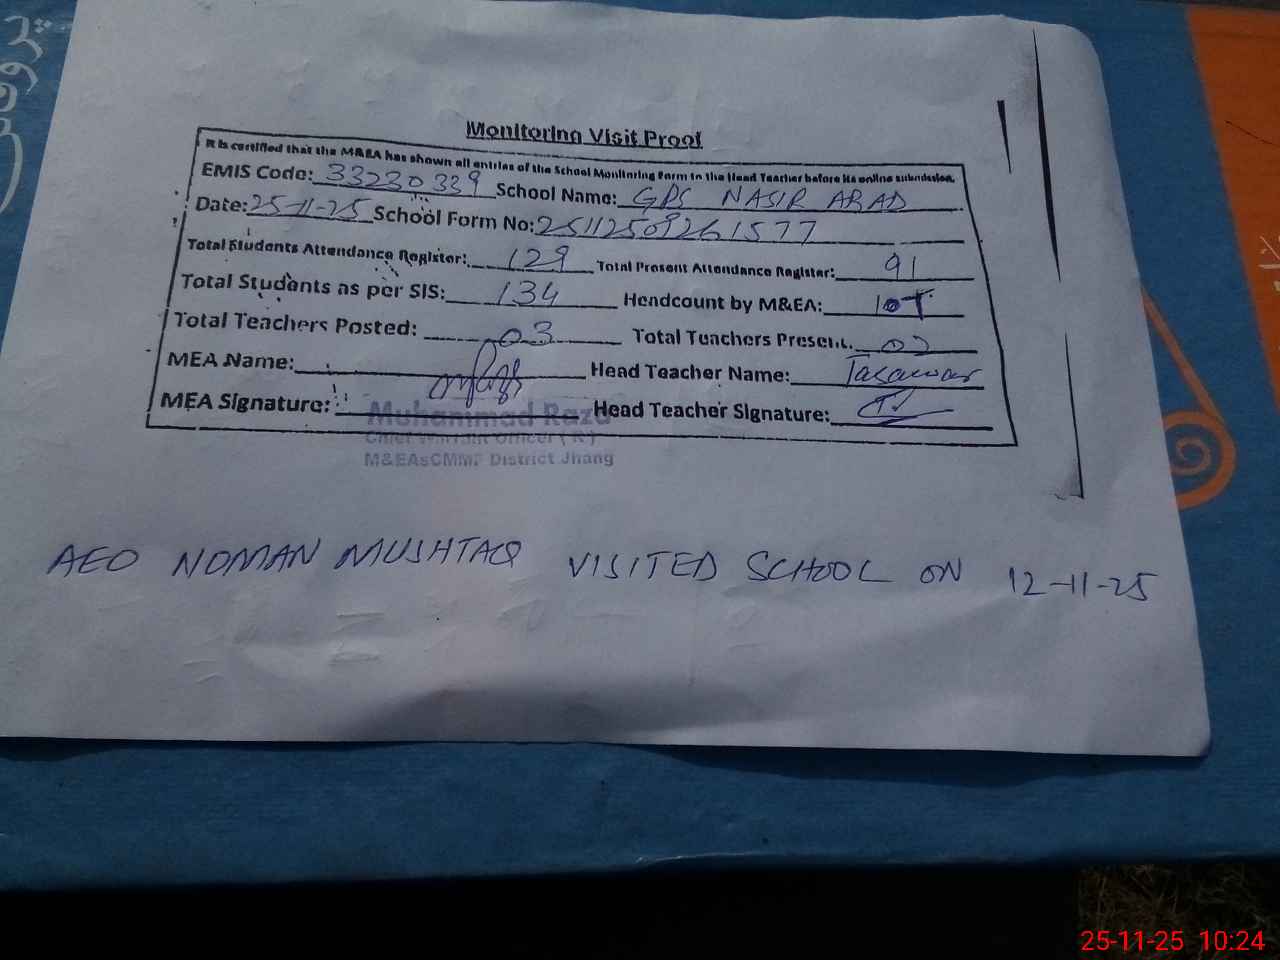 Monitoring Visit Proof
It is certified that the M&EA has shown all entries of the School Monitoring Form to the Head Teacher before its online submission.
EMIS Code: 33230339 School Name: GPS NASIR ABAD
Date: 25-11-25 School Form No: 25112509261577
Total Students Attendance Register: 129 Total Present Attendance Register: 91
Total Students as per SIS: 134 Headcount by M&EA:
Total Teachers Posted: 03 Total Teachers Present:
MEA Name: Head Teacher Name:
MEA Signature: Head Teacher Signature:
Muhammad Raza
Chief Warrant Officer ( R )
M&EAsCMMF District Jhang
AEO NOMAN MUSHTAQ VISITED SCHOOL ON 12-11-25
25-11-25 10:24